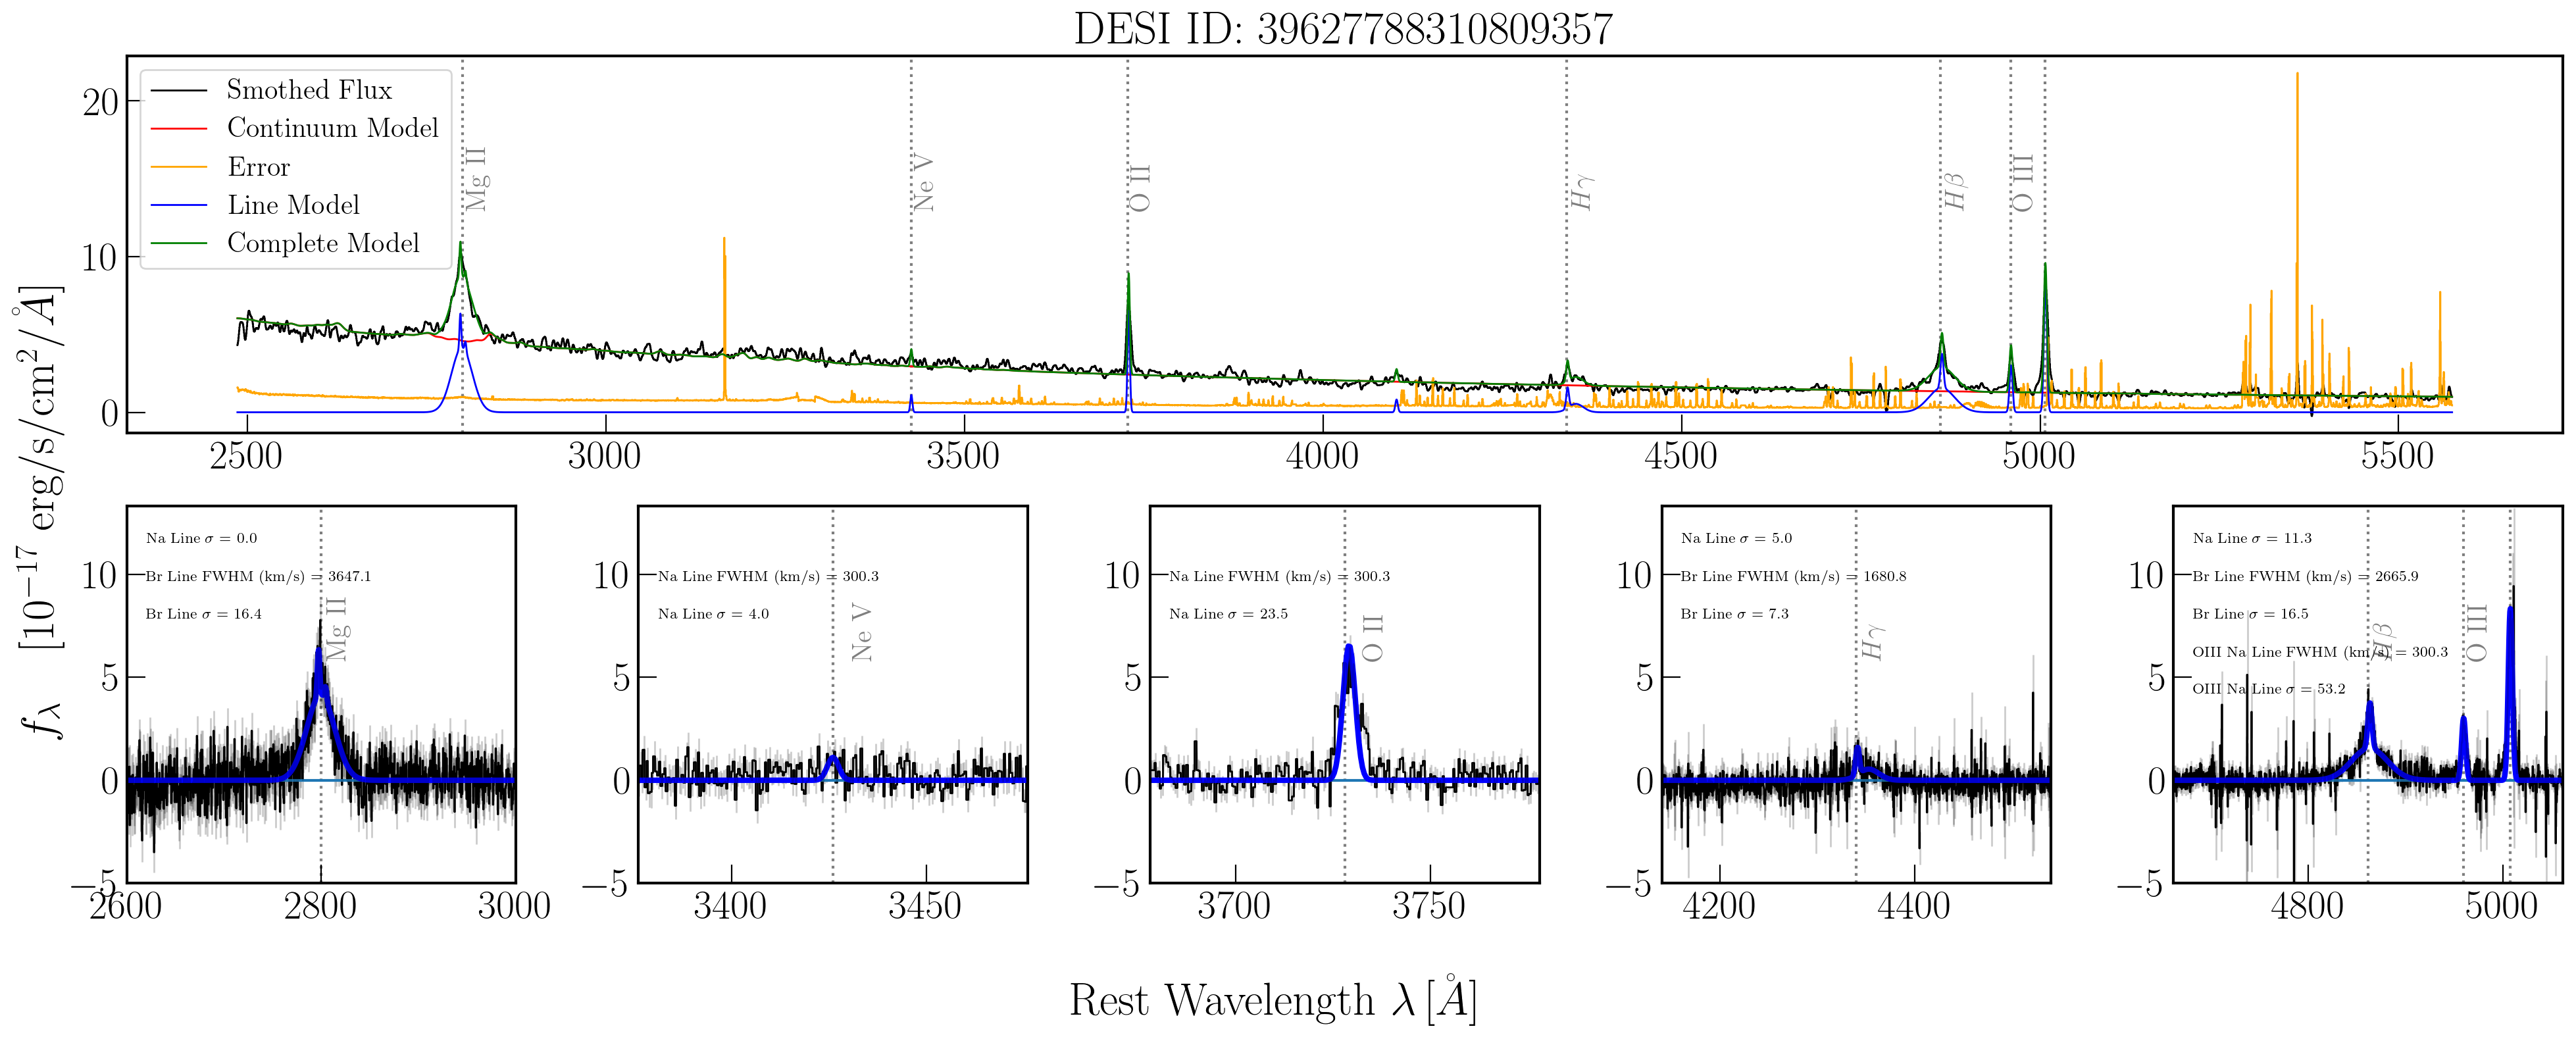 DESI ID: 39627788310809357
Smothed Flux
Continuum Model
Error
Line Model
Complete Model
Mg II
Ne V
O II
Hγ
Hβ
O III
20
10
0
2500 3000 3500 4000 4500 5000 5500
f_λ [10^{-17} erg/s/cm^2/Å]
Na Line σ = 0.0
Br Line FWHM (km/s) = 3647.1
Br Line σ = 16.4
Mg II
10
5
0
−5
2600 2800 3000
Na Line FWHM (km/s) = 300.3
Na Line σ = 4.0
Ne V
10
5
0
−5
3400 3450
Na Line FWHM (km/s) = 300.3
Na Line σ = 23.5
O II
10
5
0
−5
3700 3750
Na Line σ = 5.0
Br Line FWHM (km/s) = 1680.8
Br Line σ = 7.3
Hγ
10
5
0
−5
4200 4400
Na Line σ = 11.3
Br Line FWHM (km/s) = 2665.9
Br Line σ = 16.5
OIII Na Line FWHM (km/s) = 300.3
OIII Na Line σ = 53.2
Hβ
O III
10
5
0
−5
4800 5000
Rest Wavelength λ [Å]